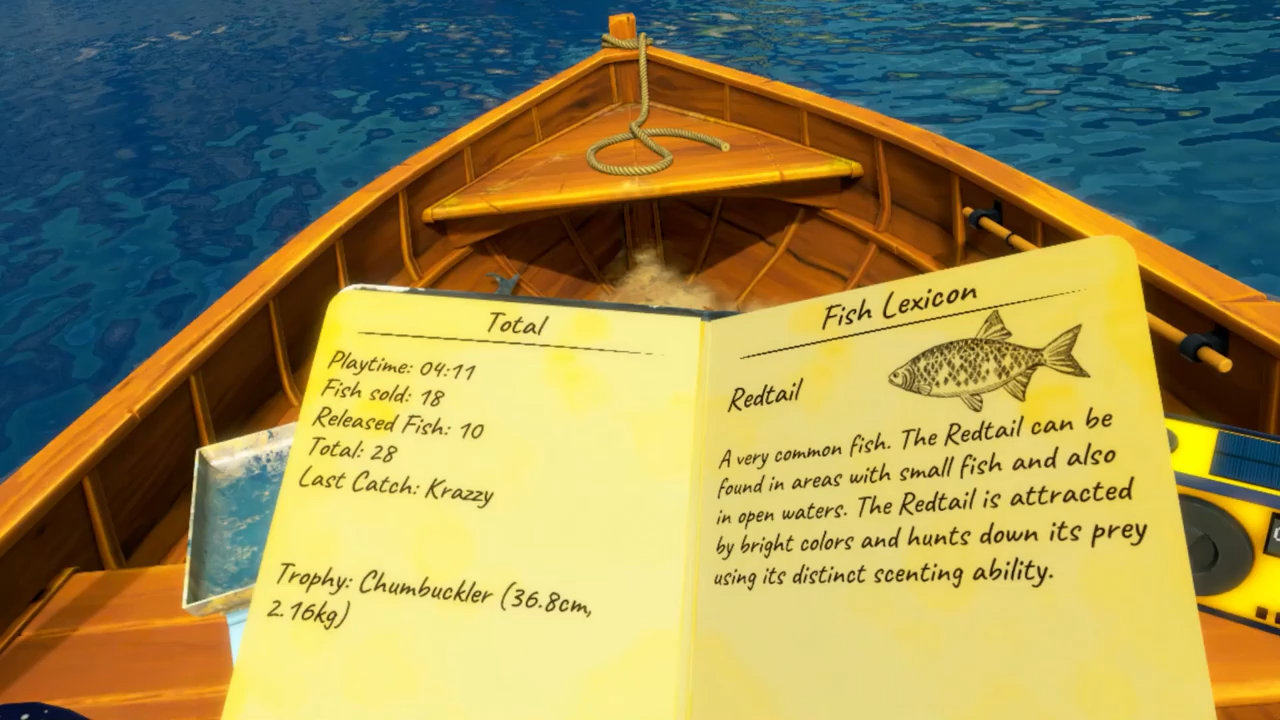 Total
Playtime: 04:11
Fish sold: 18
Released Fish: 10
Total: 28
Last Catch: Krazzy
Trophy: Chumbuckler (36.8cm,
2.16kg)
Fish Lexicon
Redtail
A very common fish. The Redtail can be
found in areas with small fish and also
in open waters. The Redtail is attracted
by bright colors and hunts down its prey
using its distinct scenting ability.